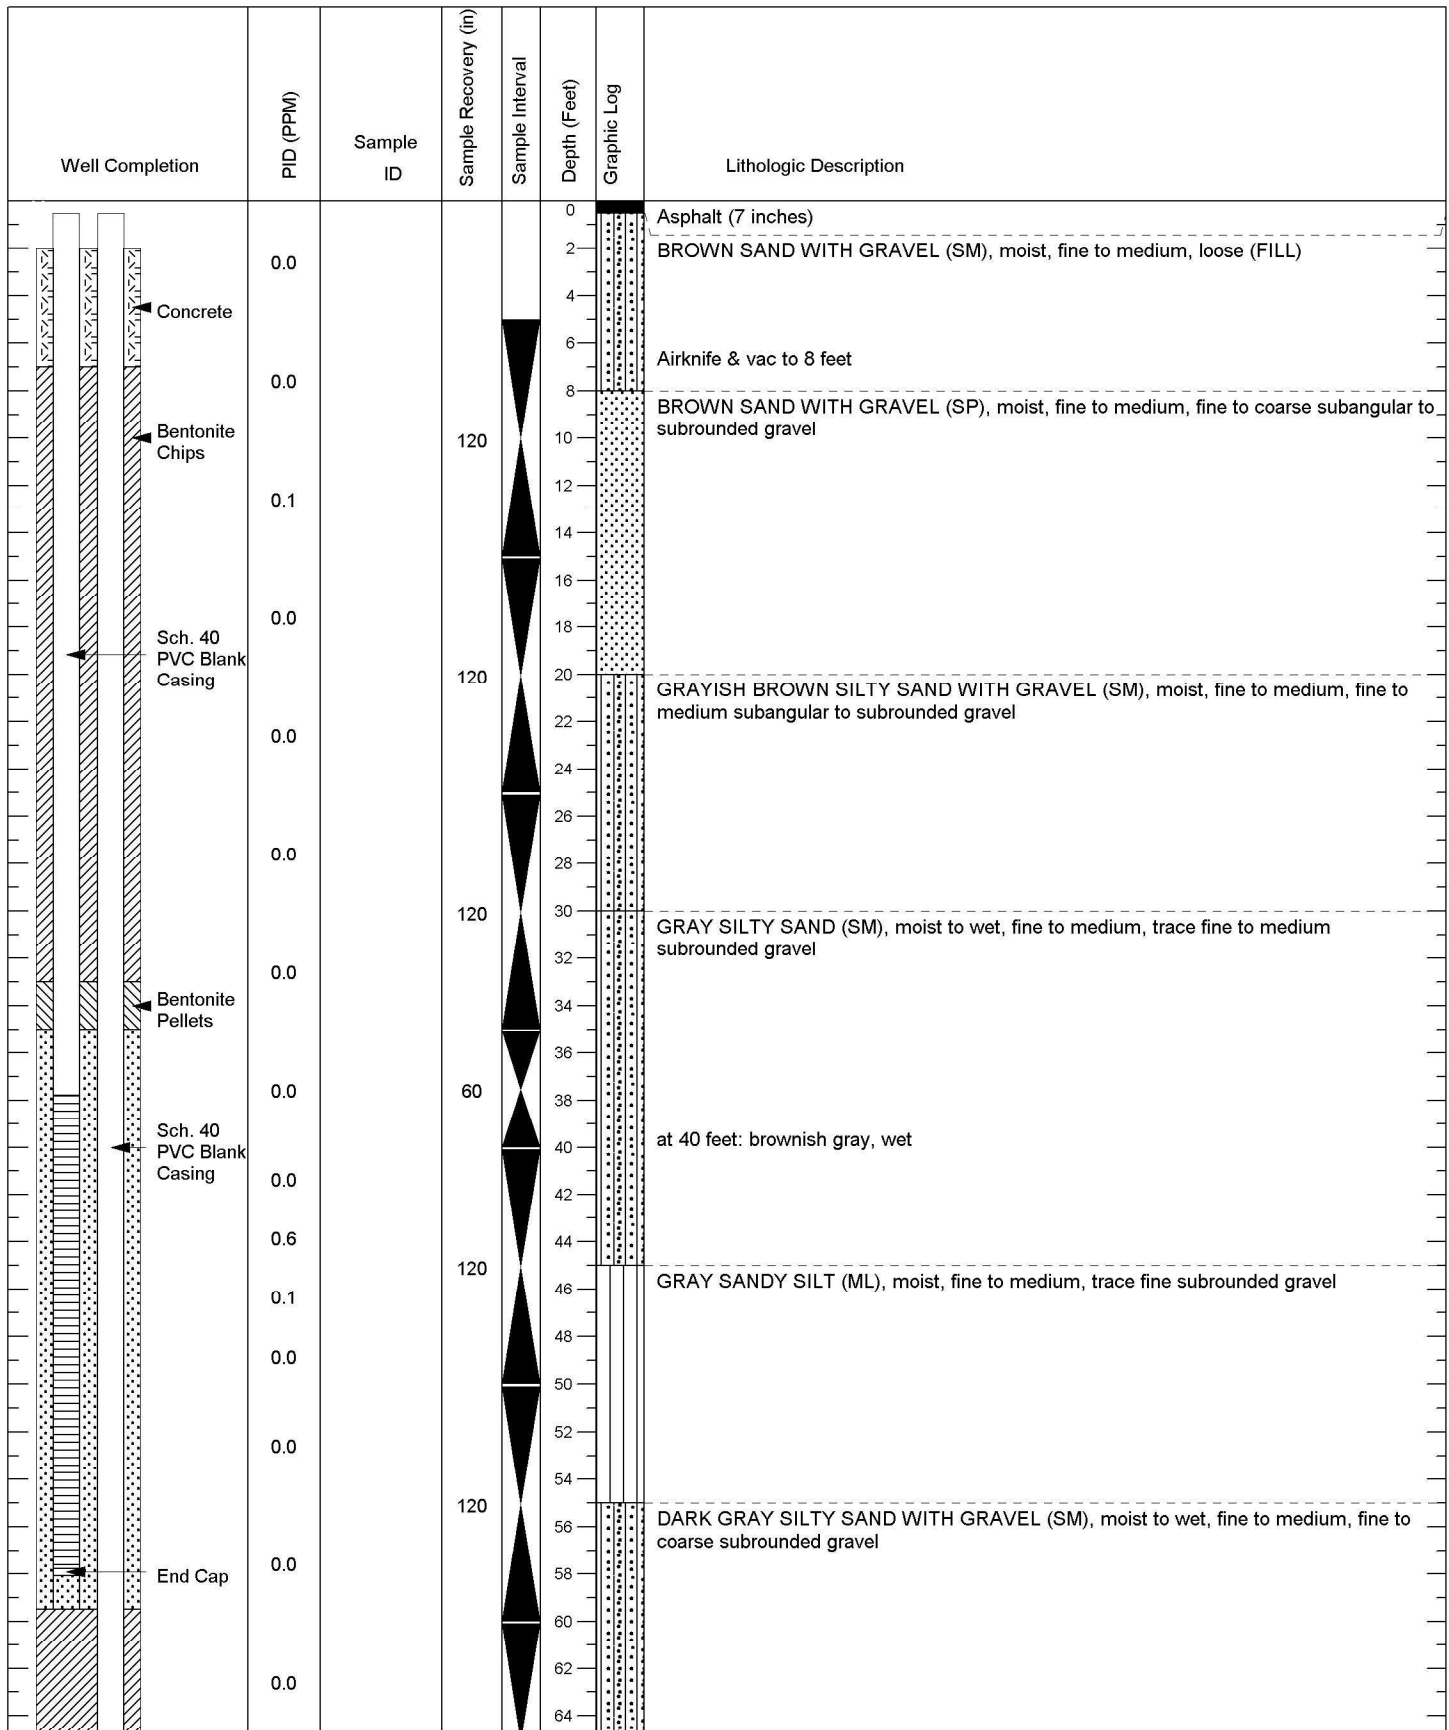 Well Completion
PID (PPM)
Sample
ID
Sample Recovery (in)
Sample Interval
Depth (Feet)
Graphic Log
Lithologic Description
0
Asphalt (7 inches)
2
BROWN SAND WITH GRAVEL (SM), moist, fine to medium, loose (FILL)
0.0
4
Concrete
6
Airknife & vac to 8 feet
0.0
8
BROWN SAND WITH GRAVEL (SP), moist, fine to medium, fine to coarse subangular to
subrounded gravel
Bentonite
Chips
120
10
0.1
12
14
16
0.0
18
Sch. 40
PVC Blank
Casing
120
20
GRAYISH BROWN SILTY SAND WITH GRAVEL (SM), moist, fine to medium, fine to
medium subangular to subrounded gravel
22
0.0
24
26
0.0
28
120
30
GRAY SILTY SAND (SM), moist to wet, fine to medium, trace fine to medium
subrounded gravel
32
0.0
Bentonite
Pellets
34
36
0.0
60
38
Sch. 40
PVC Blank
Casing
40
at 40 feet: brownish gray, wet
0.0
42
0.6
44
120
GRAY SANDY SILT (ML), moist, fine to medium, trace fine subrounded gravel
0.1
46
48
0.0
50
0.0
52
54
120
DARK GRAY SILTY SAND WITH GRAVEL (SM), moist to wet, fine to medium, fine to
coarse subrounded gravel
56
0.0
End Cap
58
60
62
0.0
64